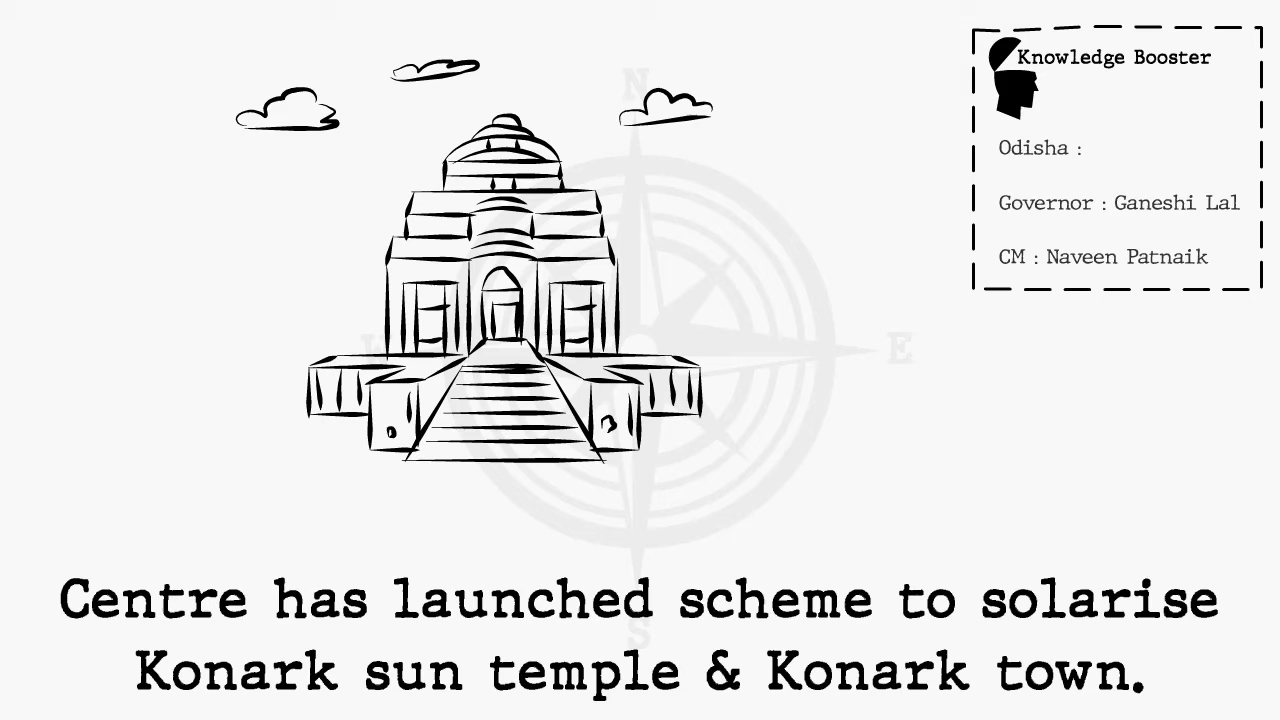 Knowledge Booster
Odisha :
Governor : Ganeshi Lal
CM : Naveen Patnaik
N
E
S
Centre has launched scheme to solarise
Konark sun temple & Konark town.